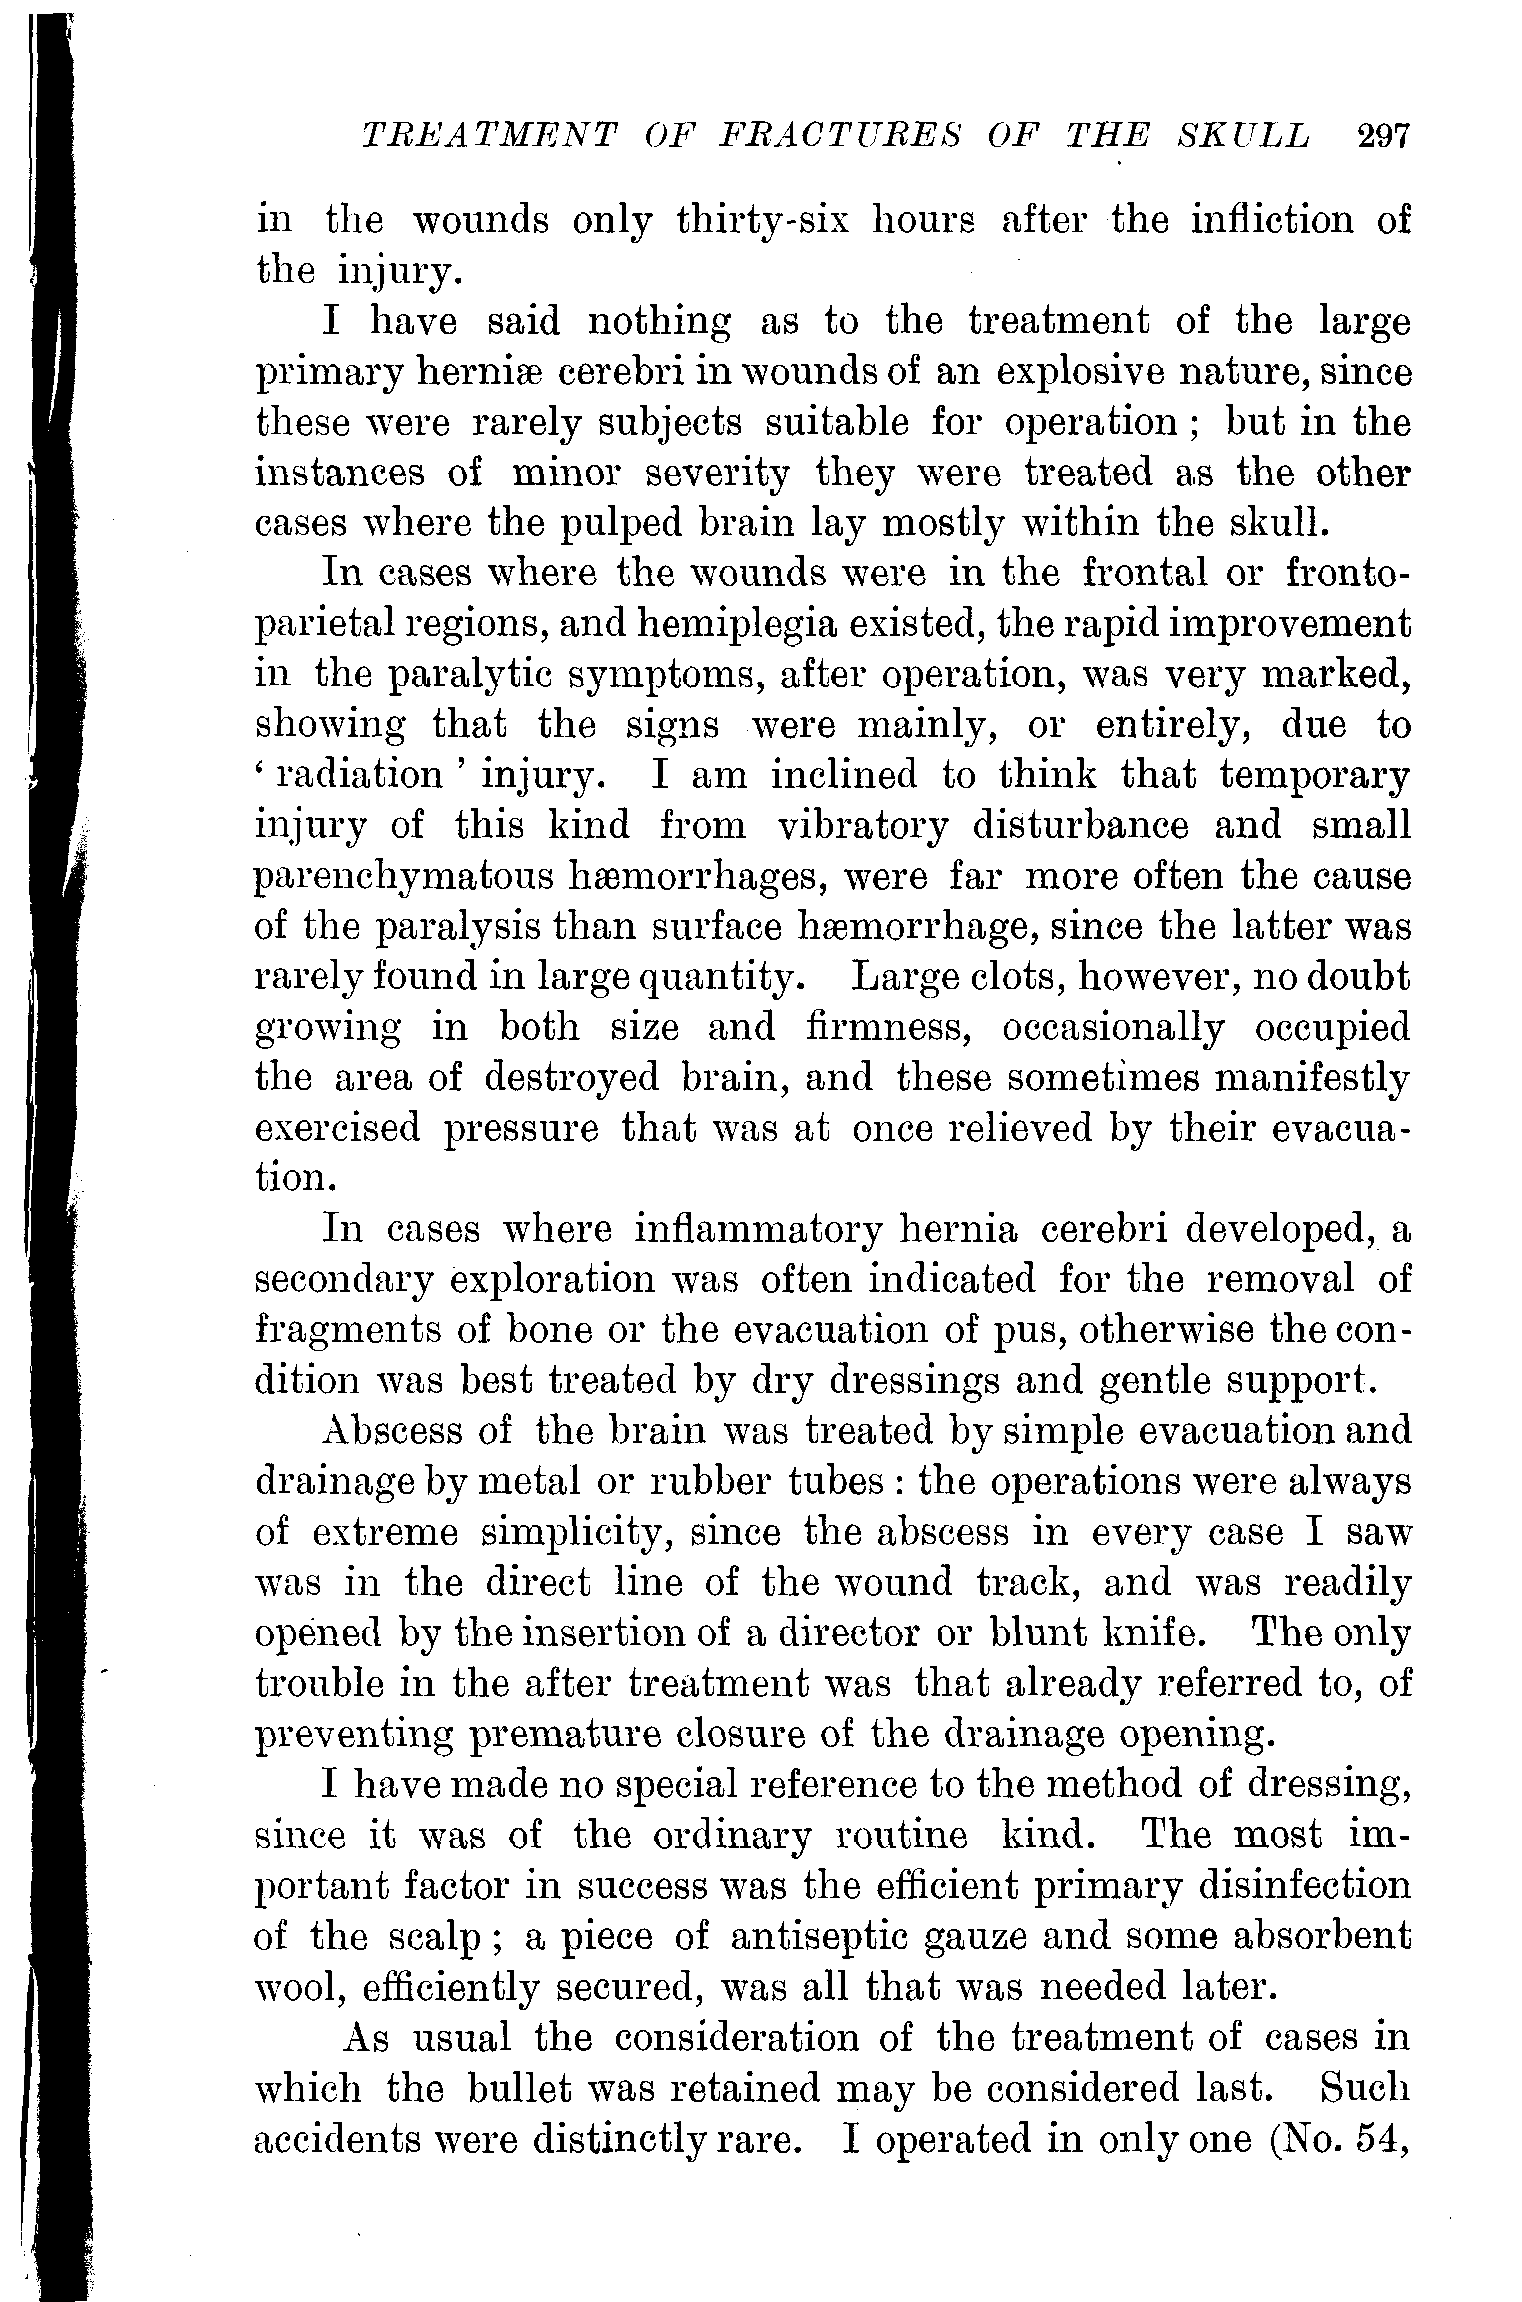 TREATMENT OF FRACTURES OF THE SKULL 297
in the wounds only thirty-six hours after the infliction of
the injury.
I have said nothing as to the treatment of the large
primary herniæ cerebri in wounds of an explosive nature, since
these were rarely subjects suitable for operation ; but in the
instances of minor severity they were treated as the other
cases where the pulped brain lay mostly within the skull.
In cases where the wounds were in the frontal or fronto-
parietal regions, and hemiplegia existed, the rapid improvement
in the paralytic symptoms, after operation, was very marked,
showing that the signs were mainly, or entirely, due to
‘ radiation ’ injury. I am inclined to think that temporary
injury of this kind from vibratory disturbance and small
parenchymatous hæmorrhages, were far more often the cause
of the paralysis than surface hæmorrhage, since the latter was
rarely found in large quantity. Large clots, however, no doubt
growing in both size and firmness, occasionally occupied
the area of destroyed brain, and these sometimes manifestly
exercised pressure that was at once relieved by their evacua-
tion.
In cases where inflammatory hernia cerebri developed, a
secondary exploration was often indicated for the removal of
fragments of bone or the evacuation of pus, otherwise the con-
dition was best treated by dry dressings and gentle support.
Abscess of the brain was treated by simple evacuation and
drainage by metal or rubber tubes : the operations were always
of extreme simplicity, since the abscess in every case I saw
was in the direct line of the wound track, and was readily
opened by the insertion of a director or blunt knife. The only
trouble in the after treatment was that already referred to, of
preventing premature closure of the drainage opening.
I have made no special reference to the method of dressing,
since it was of the ordinary routine kind. The most im-
portant factor in success was the efficient primary disinfection
of the scalp ; a piece of antiseptic gauze and some absorbent
wool, efficiently secured, was all that was needed later.
As usual the consideration of the treatment of cases in
which the bullet was retained may be considered last. Such
accidents were distinctly rare. I operated in only one (No. 54,